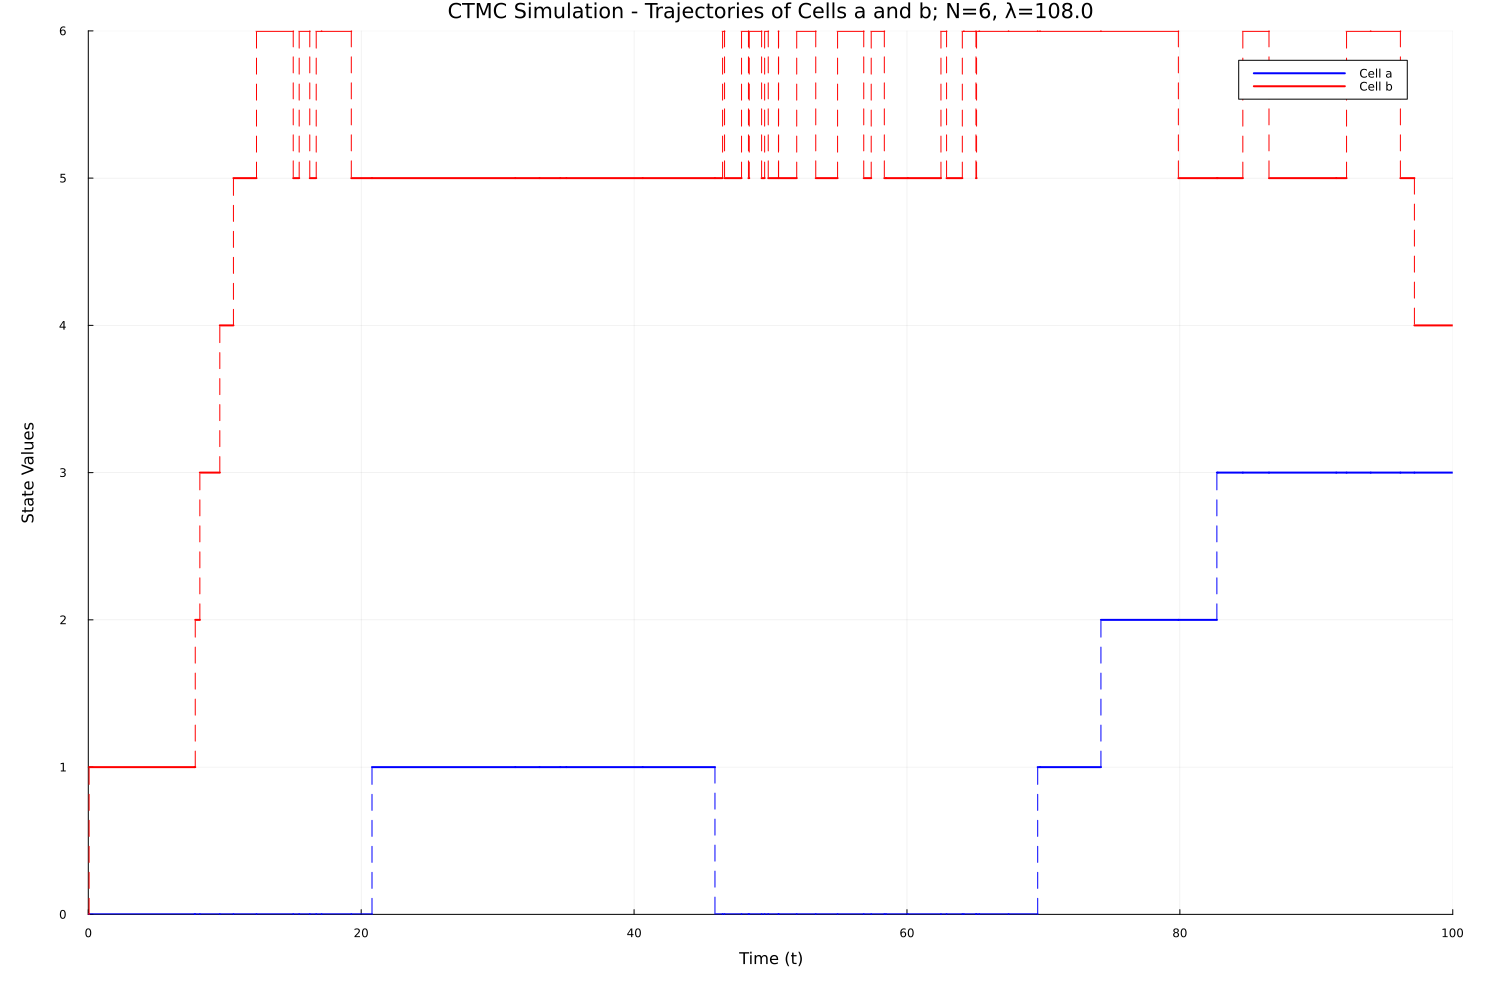 CTMC Simulation - Trajectories of Cells a and b; N=6, λ=108.0
6
Cell a
Cell b
5
4
State Values
3
2
1
0
0 20 40 60 80 100
Time (t)